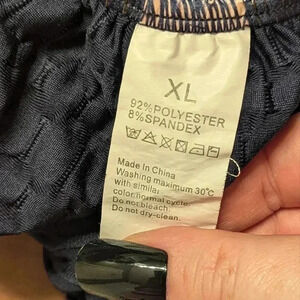 XL
92%POLYESTER
8%SPANDEX
Made In China
Washing maximum 30°C
with similar
color/normal cycle.
Do not bleach.
Do not dry-clean.